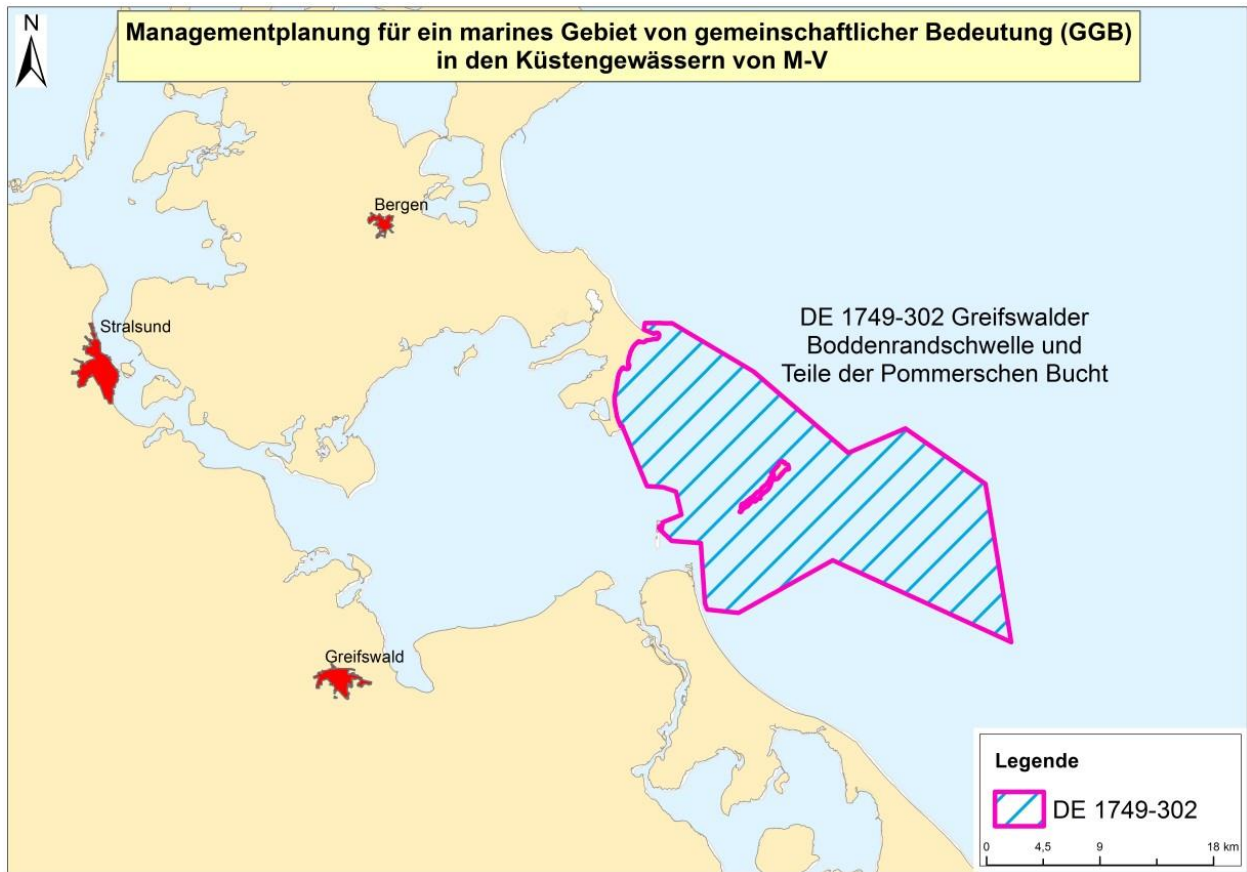 N
Managementplanung für ein marines Gebiet von gemeinschaftlicher Bedeutung (GGB)
in den Küstengewässern von M-V
Bergen
Stralsund
DE 1749-302 Greifswalder
Boddenrandschwelle und
Teile der Pommerschen Bucht
Greifswald
Legende
DE 1749-302
0 4,5 9 18 km